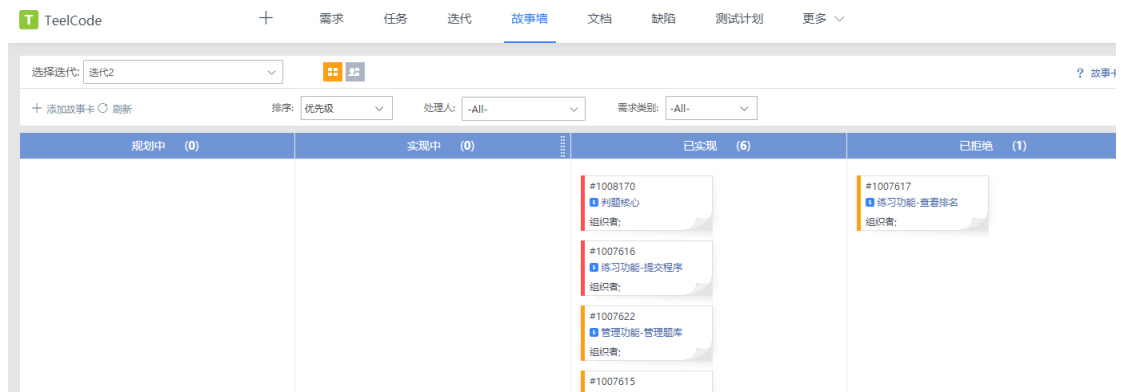 T TeelCode + 需求 任务 迭代 故事墙 文档 缺陷 测试计划 更多
选择迭代: 迭代2 ? 故事卡
+ 添加故事卡 刷新 排序: 优先级 处理人: -All- 需求类别: -All-
规划中 (0) 实现中 (0) 已实现 (6) 已拒绝 (1)
#1008170
判题核心
组织者;
#1007616
练习功能-提交程序
组织者;
#1007622
管理功能-管理题库
组织者;
#1007615
#1007617
练习功能-查看排名
组织者;